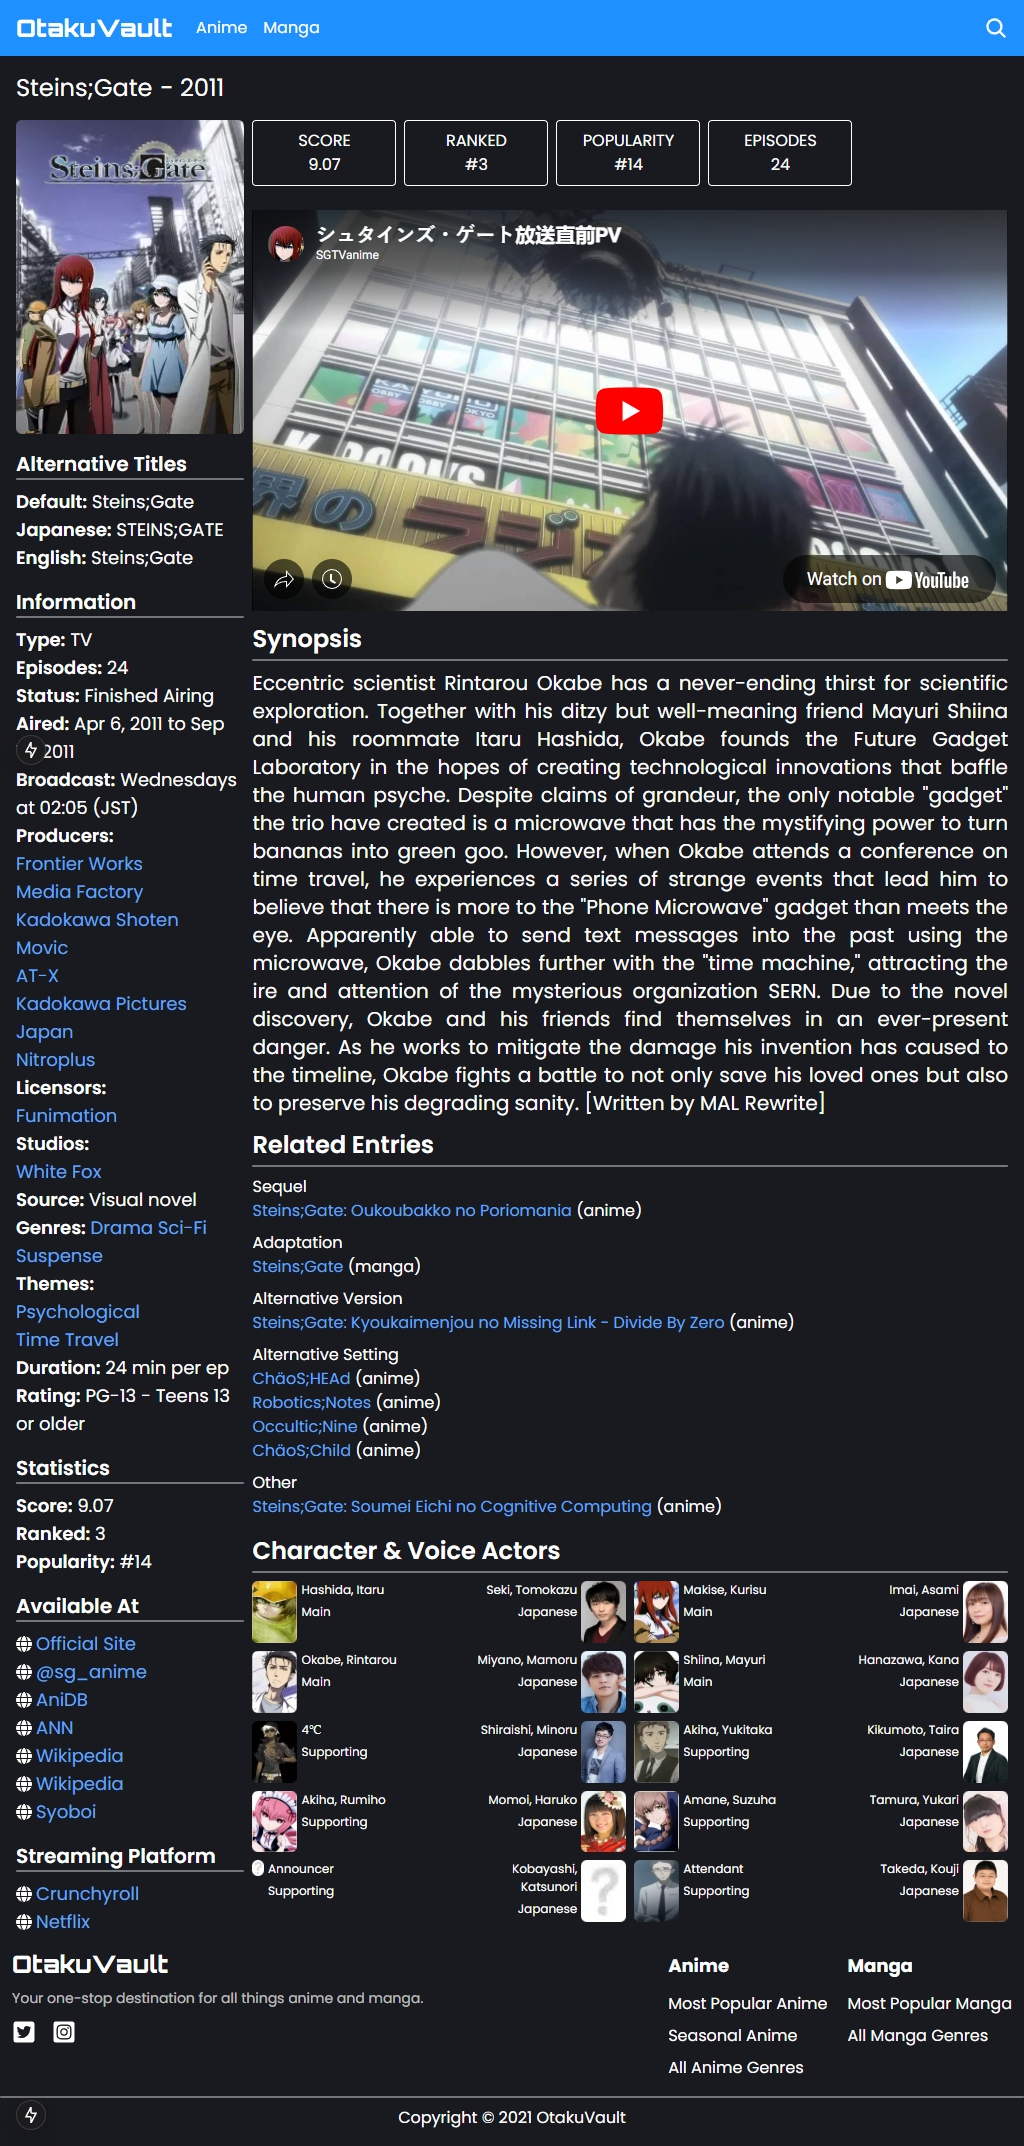 OtakuVault Anime Manga
Steins;Gate - 2011
Steins;Gate
SCORE
9.07
RANKED
#3
POPULARITY
#14
EPISODES
24
シュタインズ・ゲート放送直前PV
SGTVanime
Watch on YouTube
Alternative Titles
Default: Steins;Gate
Japanese: STEINS;GATE
English: Steins;Gate
Information
Type: TV
Episodes: 24
Status: Finished Airing
Aired: Apr 6, 2011 to Sep
2011
Broadcast: Wednesdays
at 02:05 (JST)
Producers:
Frontier Works
Media Factory
Kadokawa Shoten
Movic
AT-X
Kadokawa Pictures
Japan
Nitroplus
Licensors:
Funimation
Studios:
White Fox
Source: Visual novel
Genres: Drama Sci-Fi
Suspense
Themes:
Psychological
Time Travel
Duration: 24 min per ep
Rating: PG-13 - Teens 13
or older
Statistics
Score: 9.07
Ranked: 3
Popularity: #14
Available At
Official Site
@sg_anime
AniDB
ANN
Wikipedia
Wikipedia
Syoboi
Streaming Platform
Crunchyroll
Netflix
Synopsis
Eccentric scientist Rintarou Okabe has a never-ending thirst for scientific
exploration. Together with his ditzy but well-meaning friend Mayuri Shiina
and his roommate Itaru Hashida, Okabe founds the Future Gadget
Laboratory in the hopes of creating technological innovations that baffle
the human psyche. Despite claims of grandeur, the only notable "gadget"
the trio have created is a microwave that has the mystifying power to turn
bananas into green goo. However, when Okabe attends a conference on
time travel, he experiences a series of strange events that lead him to
believe that there is more to the "Phone Microwave" gadget than meets the
eye. Apparently able to send text messages into the past using the
microwave, Okabe dabbles further with the "time machine," attracting the
ire and attention of the mysterious organization SERN. Due to the novel
discovery, Okabe and his friends find themselves in an ever-present
danger. As he works to mitigate the damage his invention has caused to
the timeline, Okabe fights a battle to not only save his loved ones but also
to preserve his degrading sanity. [Written by MAL Rewrite]
Related Entries
Sequel
Steins;Gate: Oukoubakko no Poriomania (anime)
Adaptation
Steins;Gate (manga)
Alternative Version
Steins;Gate: Kyoukaimenjou no Missing Link - Divide By Zero (anime)
Alternative Setting
ChäoS;HEAd (anime)
Robotics;Notes (anime)
Occultic;Nine (anime)
ChäoS;Child (anime)
Other
Steins;Gate: Soumei Eichi no Cognitive Computing (anime)
Character & Voice Actors
Hashida, Itaru
Main
Seki, Tomokazu
Japanese
Makise, Kurisu
Main
Imai, Asami
Japanese
Okabe, Rintarou
Main
Miyano, Mamoru
Japanese
Shiina, Mayuri
Main
Hanazawa, Kana
Japanese
4℃
Supporting
Shiraishi, Minoru
Japanese
Akiha, Yukitaka
Supporting
Kikumoto, Taira
Japanese
Akiha, Rumiho
Supporting
Momoi, Haruko
Japanese
Amane, Suzuha
Supporting
Tamura, Yukari
Japanese
Announcer
Supporting
Kobayashi,
Katsunori
Japanese
Attendant
Supporting
Takeda, Kouji
Japanese
OtakuVault
Your one-stop destination for all things anime and manga.
Anime
Most Popular Anime
Seasonal Anime
All Anime Genres
Manga
Most Popular Manga
All Manga Genres
Copyright © 2021 OtakuVault